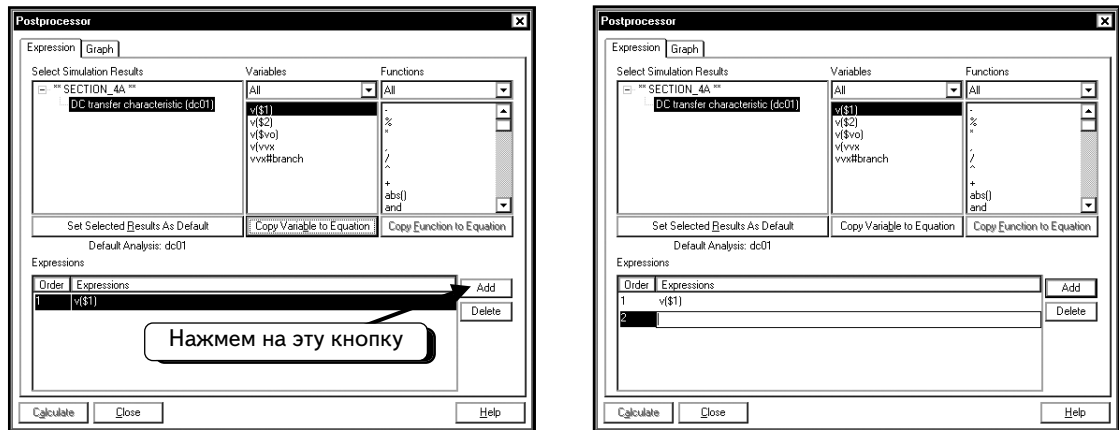 Postprocessor
Expression Graph
Select Simulation Results Variables Functions
** SECTION_4A ** All All
DC transfer characteristic (dc01) v($1) -
v($2) %
v($vo) *
v(vvx ,
vvx#branch /
^
+
abs()
and
Set Selected Results As Default Copy Variable to Equation Copy Function to Equation
Default Analysis: dc01
Expressions
Order Expressions Add
1 v($1)
Delete
Нажмем на эту кнопку
Calculate Close Help
Postprocessor
Expression Graph
Select Simulation Results Variables Functions
** SECTION_4A ** All All
DC transfer characteristic (dc01) v($1) -
v($2) %
v($vo) *
v(vvx ,
vvx#branch /
^
+
abs()
and
Set Selected Results As Default Copy Variable to Equation Copy Function to Equation
Default Analysis: dc01
Expressions
Order Expressions Add
1 v($1)
2 Delete
Calculate Close Help